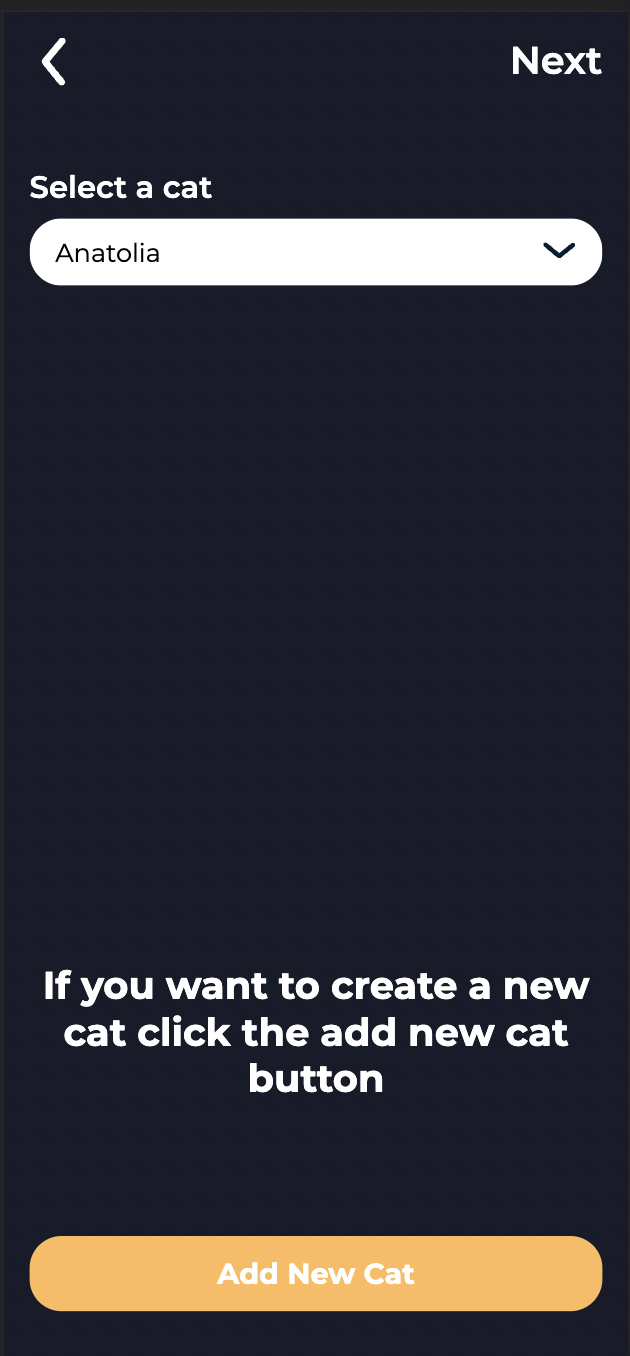 Next
Select a cat
Anatolia
If you want to create a new
cat click the add new cat
button
Add New Cat